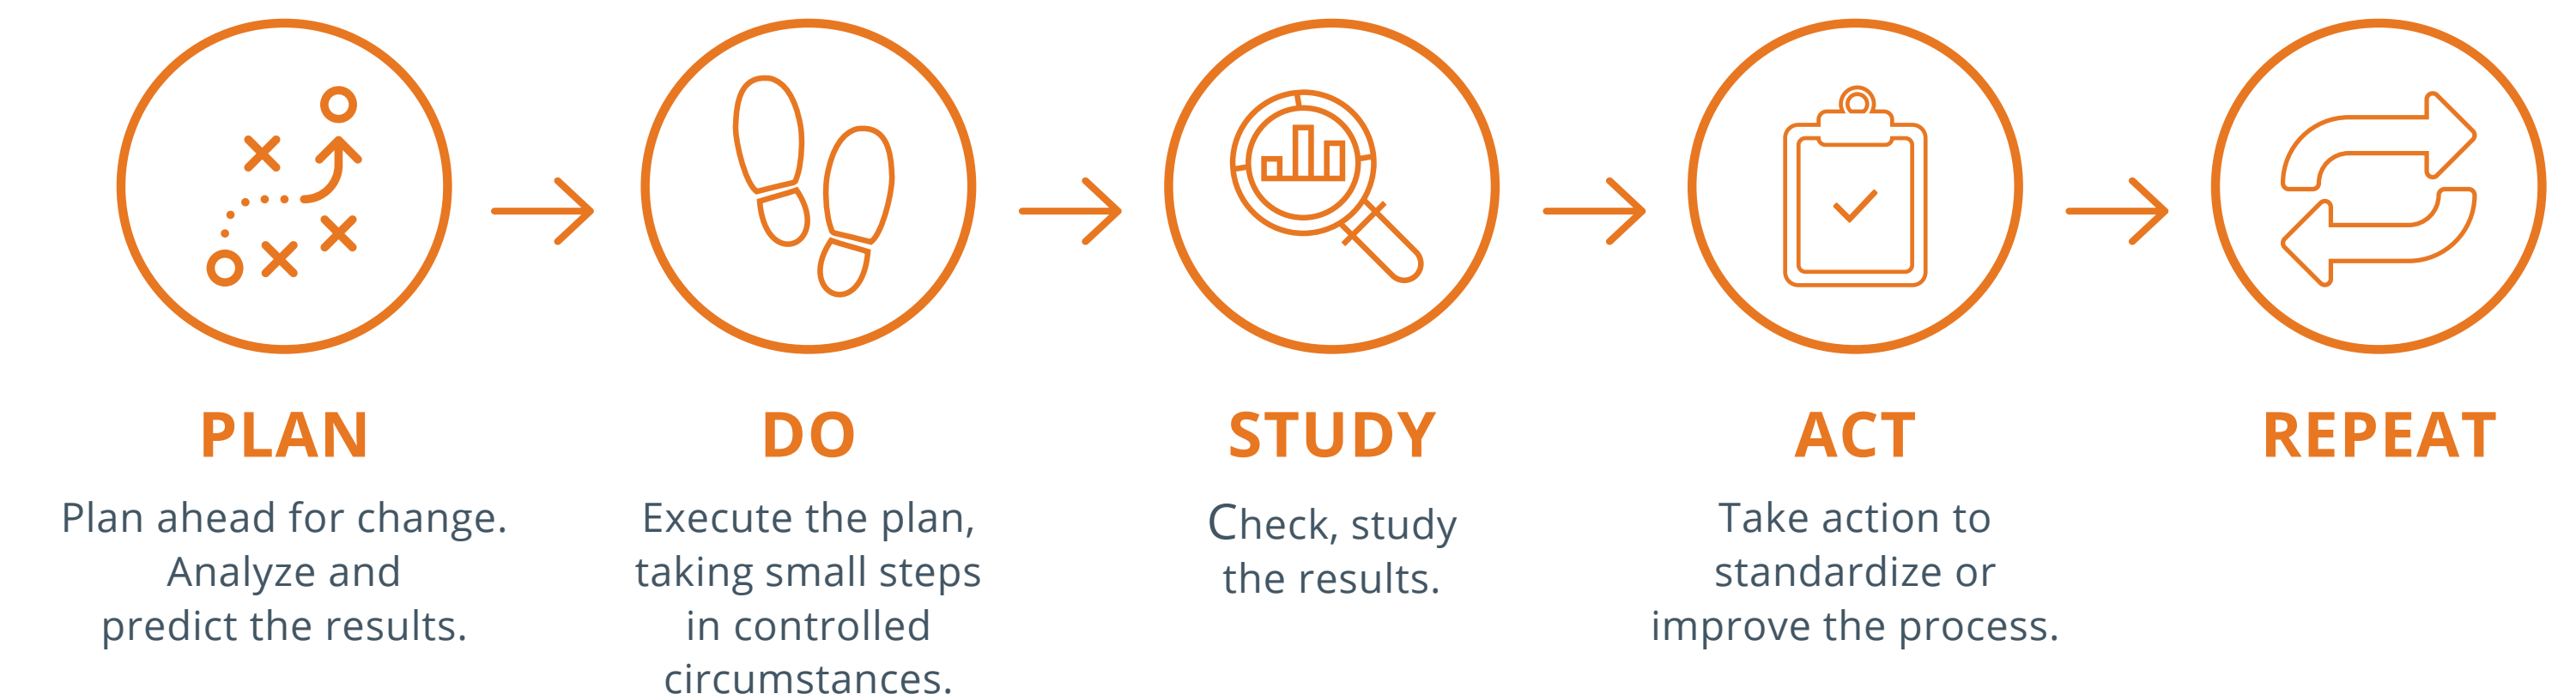 PLAN
Plan ahead for change.
Analyze and
predict the results.
DO
Execute the plan,
taking small steps
in controlled
circumstances.
STUDY
Check, study
the results.
ACT
Take action to
standardize or
improve the process.
REPEAT